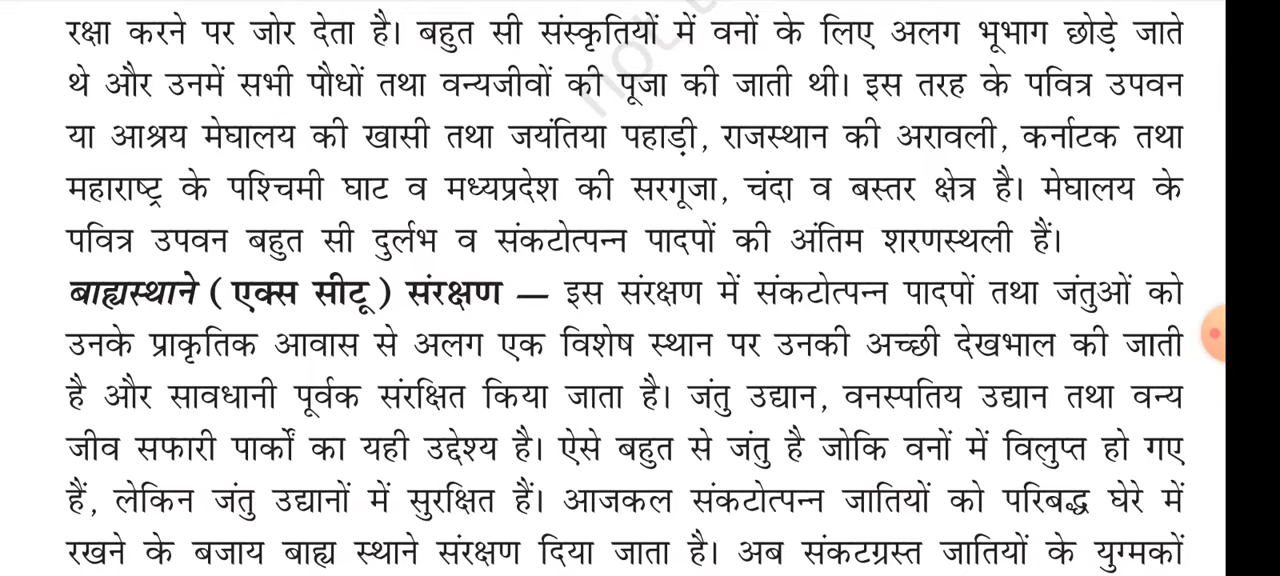 रक्षा करने पर जोर देता है। बहुत सी संस्कृतियों में वनों के लिए अलग भूभाग छोड़े जाते
थे और उनमें सभी पौधों तथा वन्यजीवों की पूजा की जाती थी। इस तरह के पवित्र उपवन
या आश्रय मेघालय की खासी तथा जयंतिया पहाड़ी, राजस्थान की अरावली, कर्नाटक तथा
महाराष्ट्र के पश्चिमी घाट व मध्यप्रदेश की सरगूजा, चंदा व बस्तर क्षेत्र है। मेघालय के
पवित्र उपवन बहुत सी दुर्लभ व संकटोत्पन्न पादपों की अंतिम शरणस्थली हैं।
बाह्यस्थाने (एक्स सीटू) संरक्षण — इस संरक्षण में संकटोत्पन्न पादपों तथा जंतुओं को
उनके प्राकृतिक आवास से अलग एक विशेष स्थान पर उनकी अच्छी देखभाल की जाती
है और सावधानी पूर्वक संरक्षित किया जाता है। जंतु उद्यान, वनस्पतिय उद्यान तथा वन्य
जीव सफारी पार्कों का यही उद्देश्य है। ऐसे बहुत से जंतु है जोकि वनों में विलुप्त हो गए
हैं, लेकिन जंतु उद्यानों में सुरक्षित हैं। आजकल संकटोत्पन्न जातियों को परिबद्ध घेरे में
रखने के बजाय बाह्य स्थाने संरक्षण दिया जाता है। अब संकटग्रस्त जातियों के युग्मकों